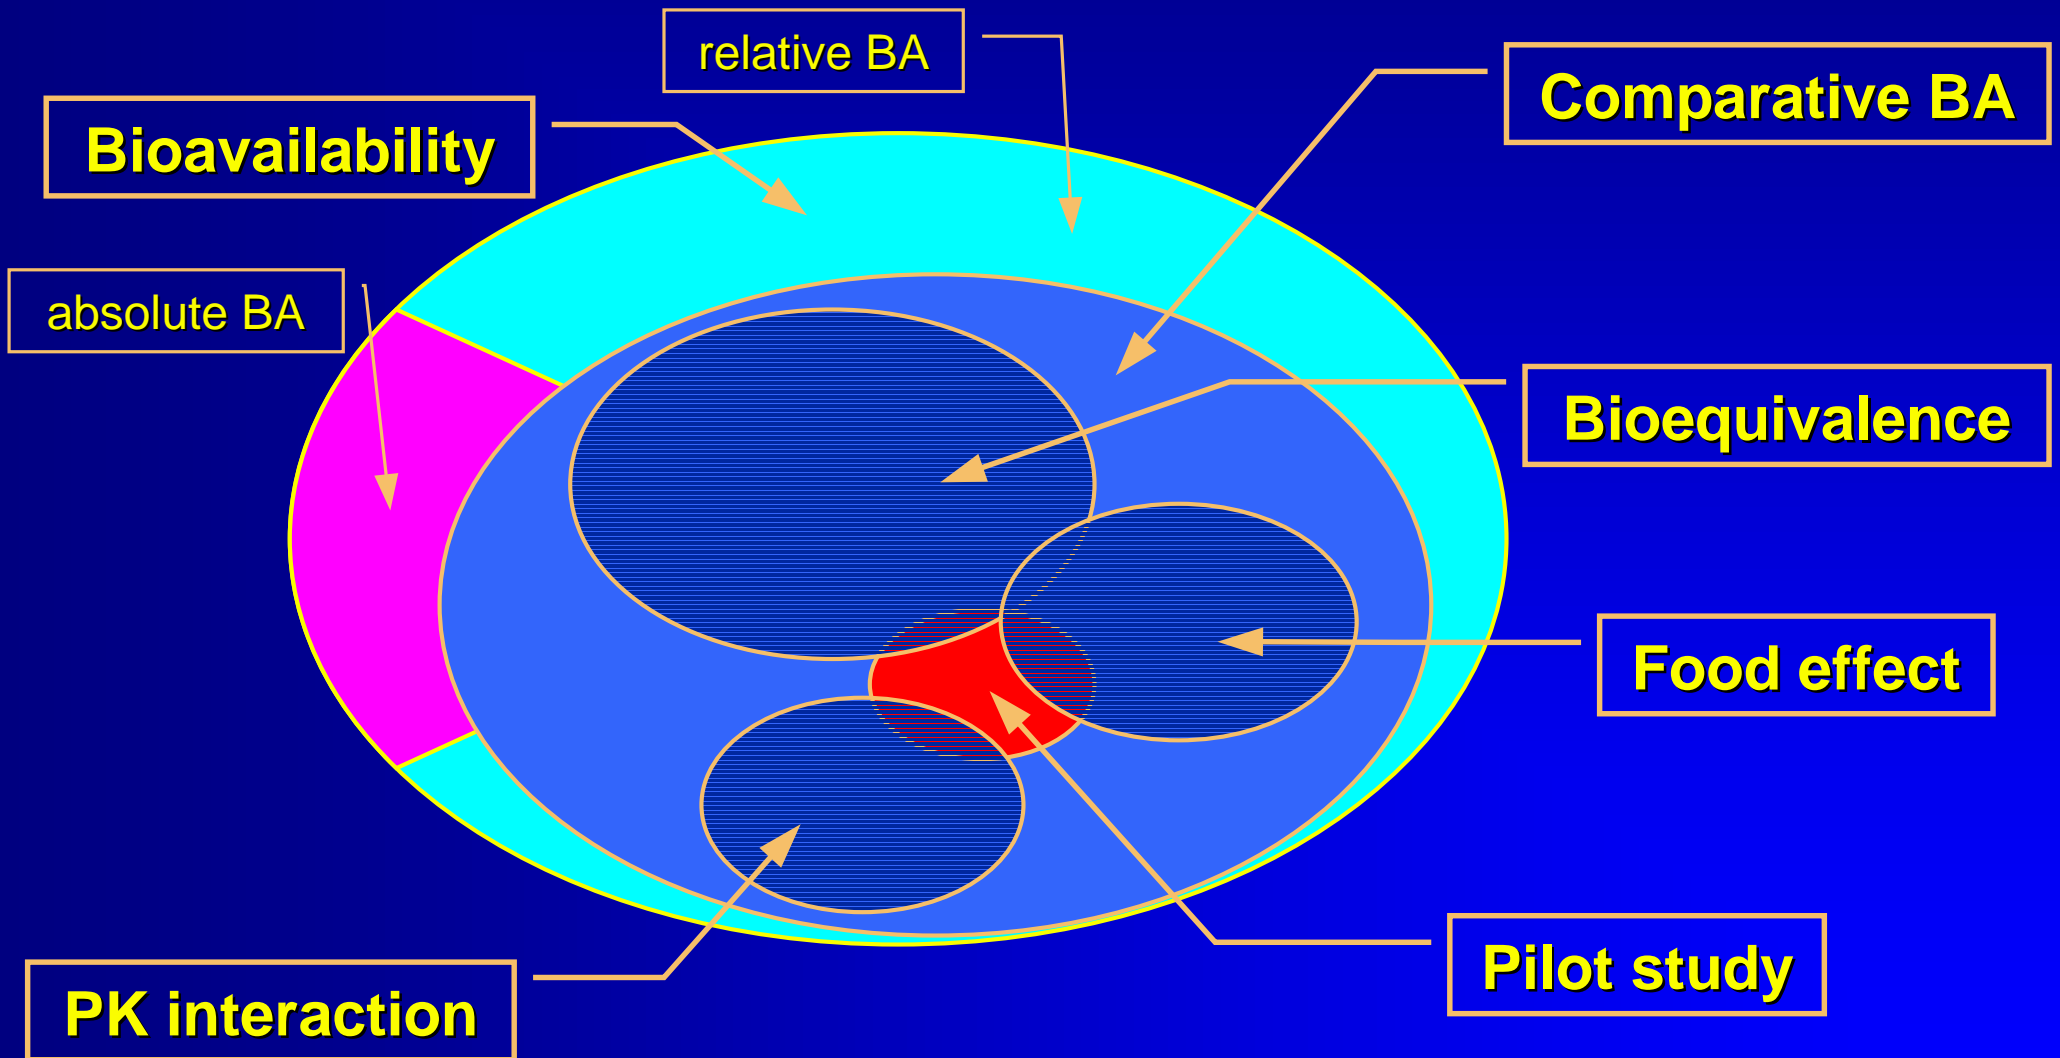 relative BA
Comparative BA
Bioavailability
absolute BA
Bioequivalence
Food effect
Pilot study
PK interaction